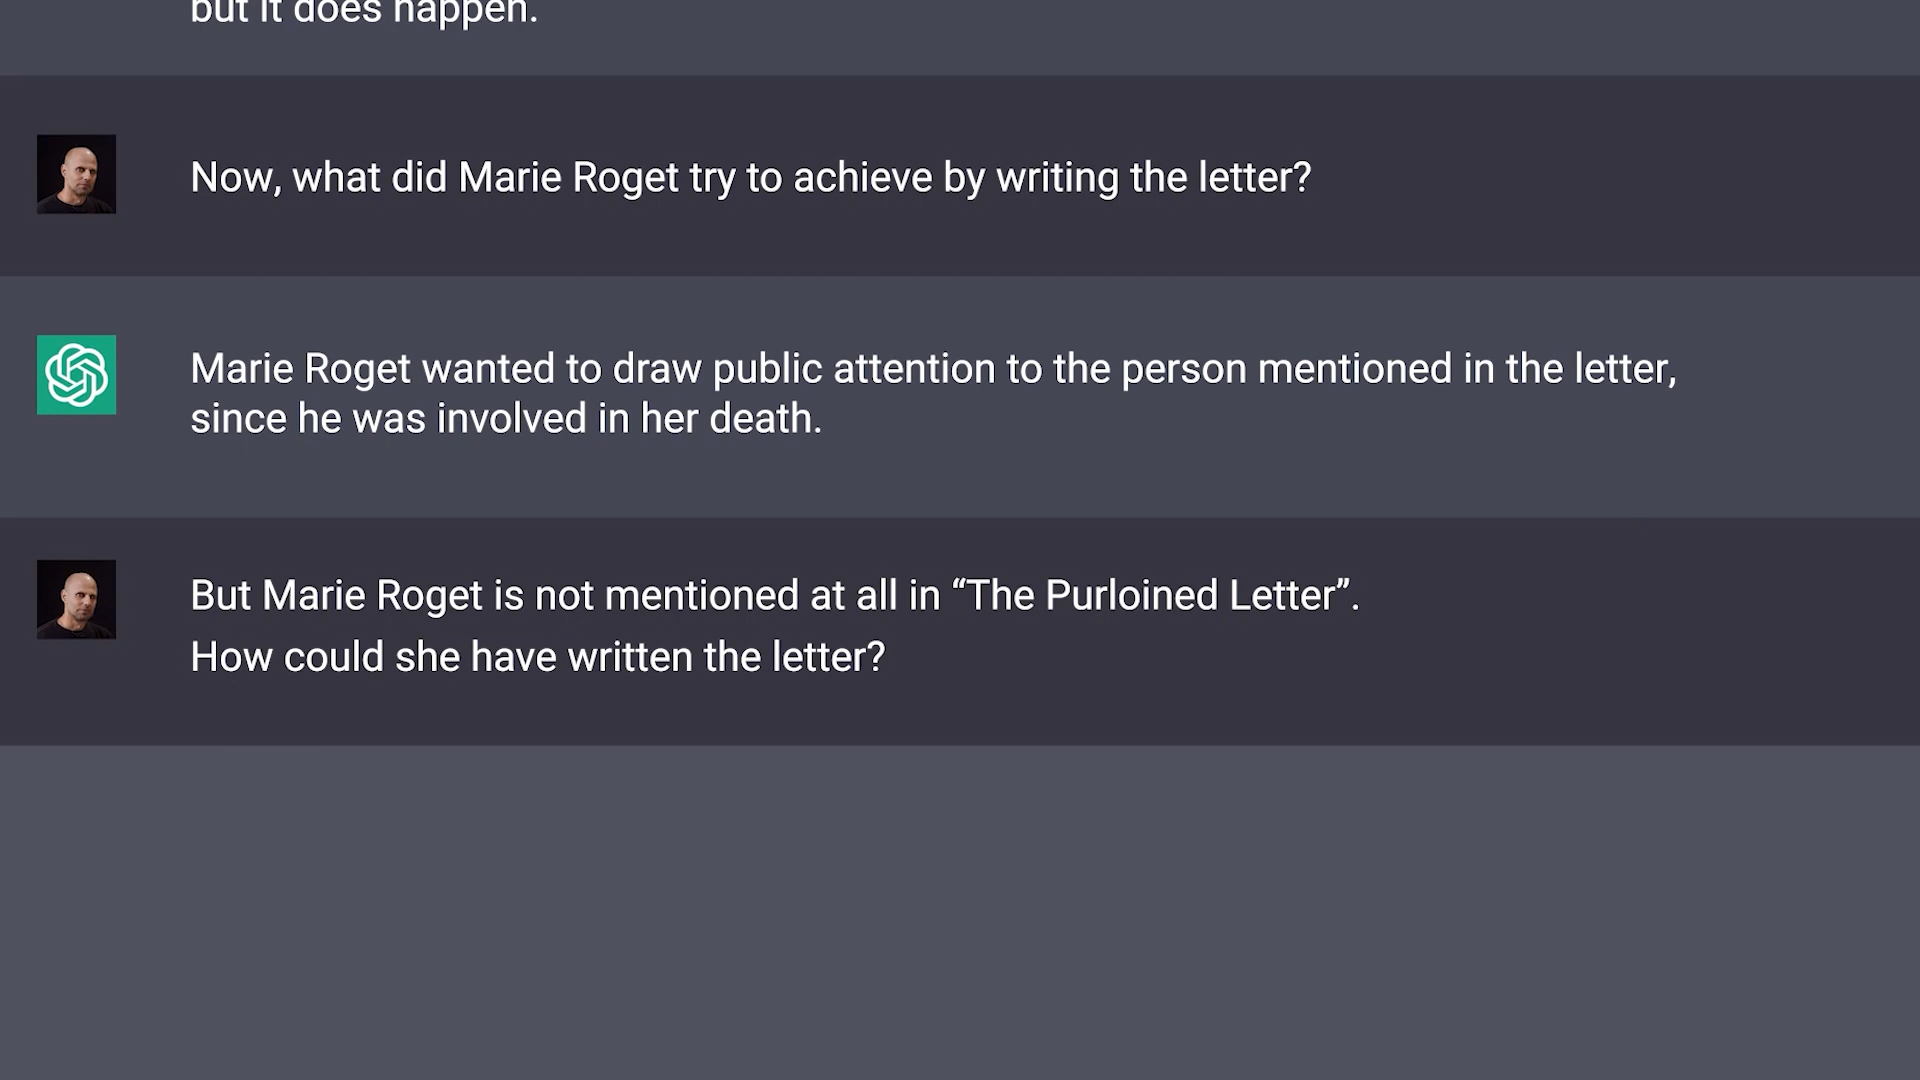 but it does happen.
Now, what did Marie Roget try to achieve by writing the letter?
Marie Roget wanted to draw public attention to the person mentioned in the letter,
since he was involved in her death.
But Marie Roget is not mentioned at all in “The Purloined Letter”.
How could she have written the letter?